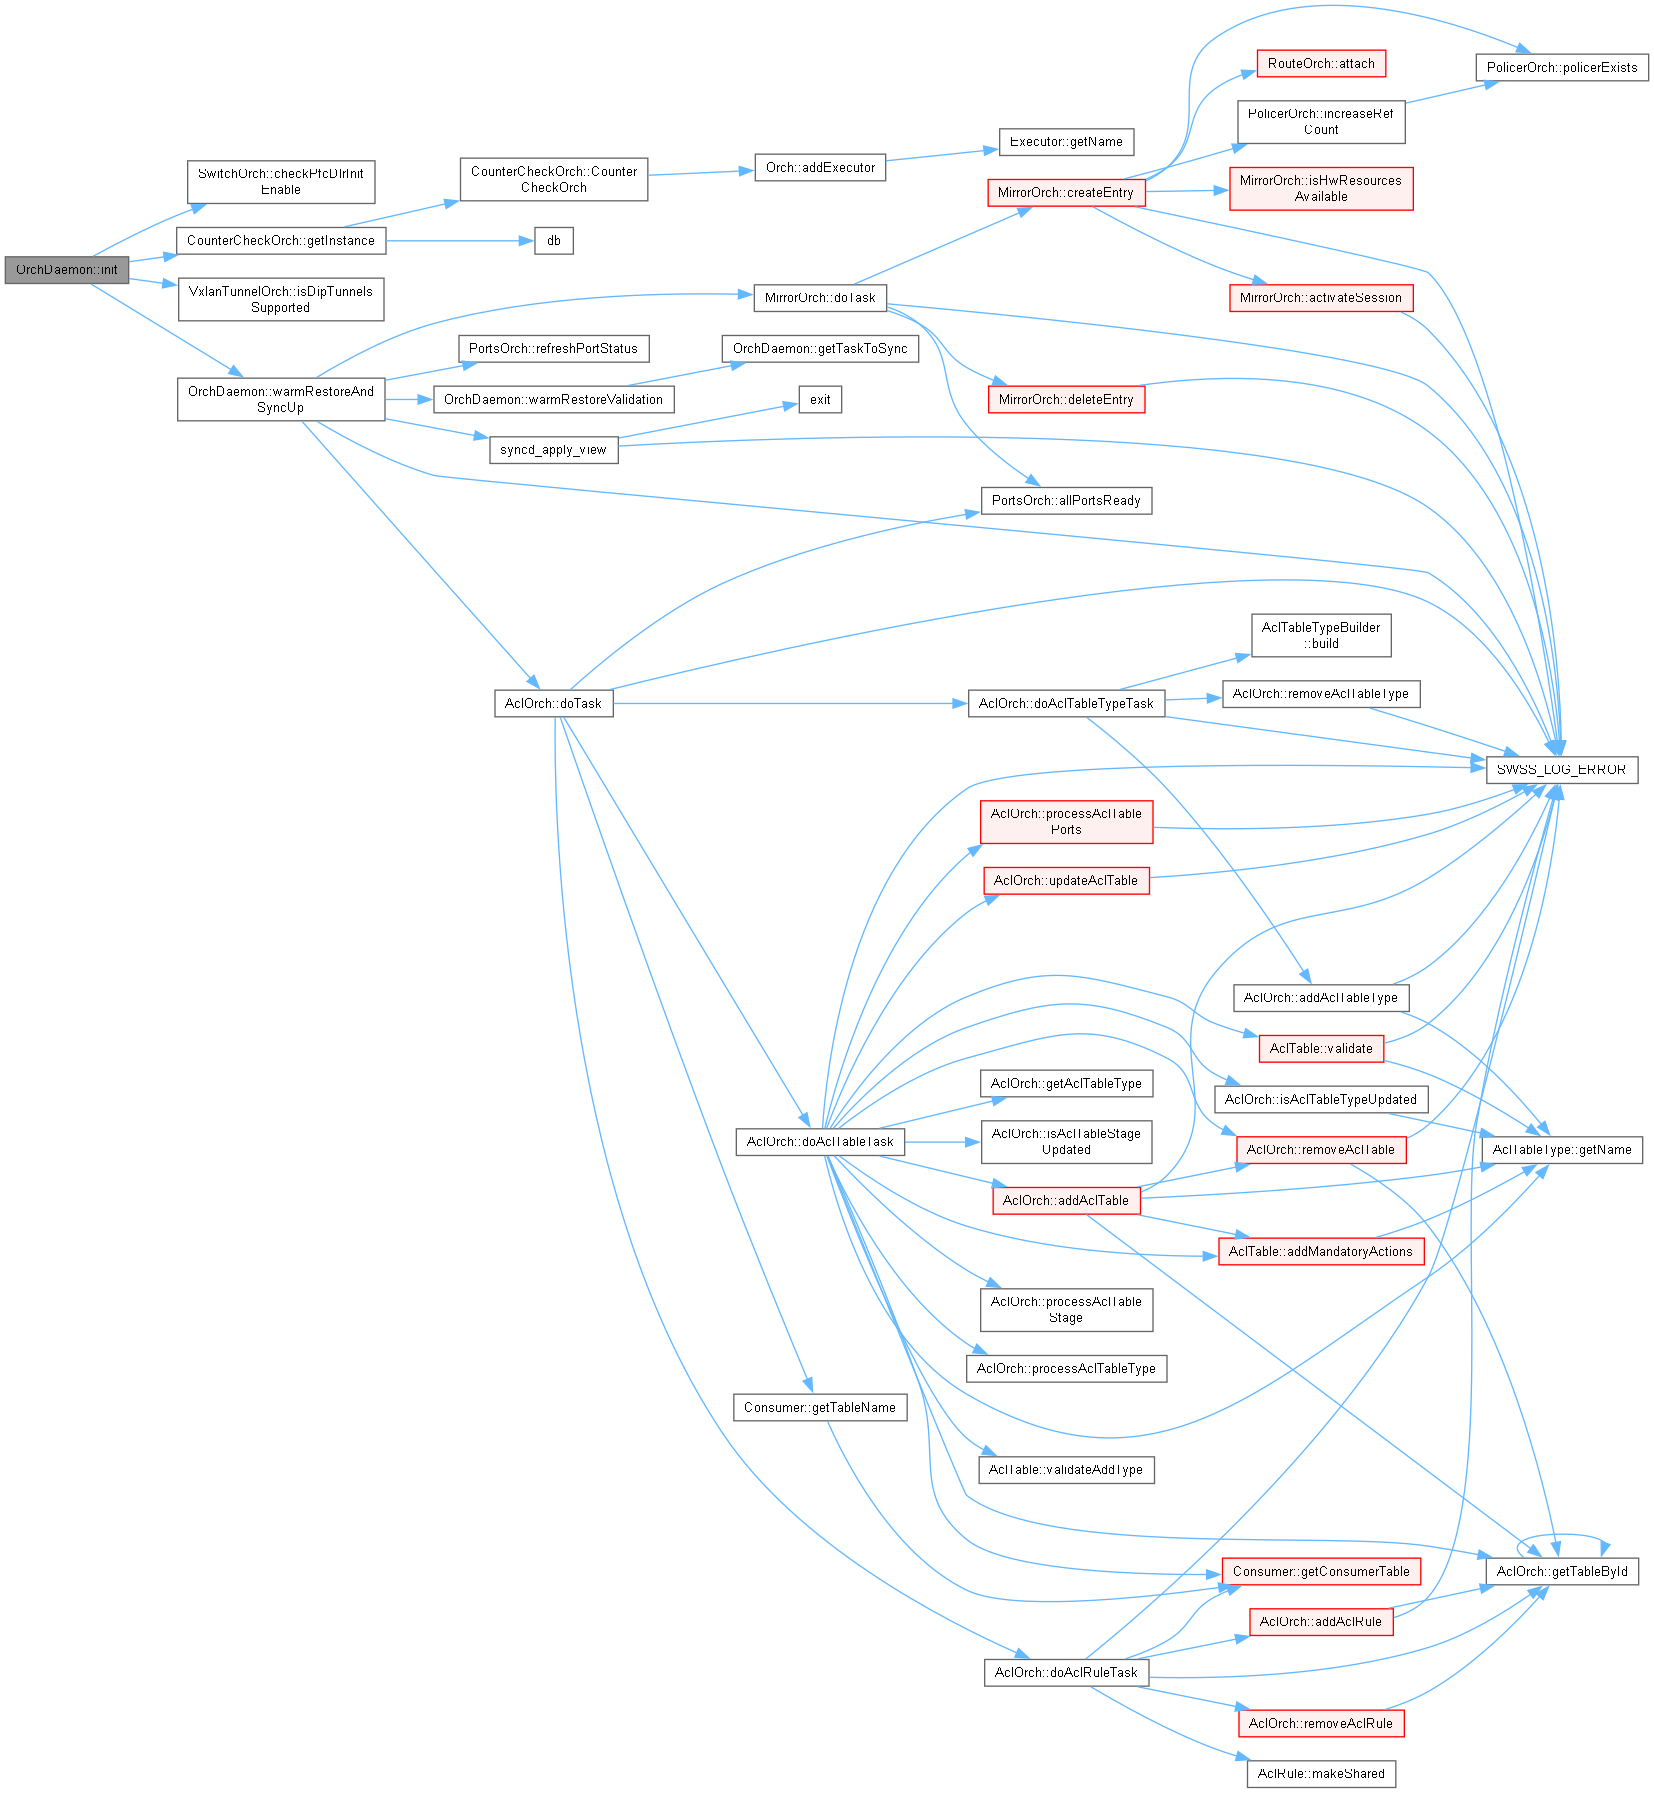 PolicerOrch::policerExists
RouteOrch::attach
PolicerOrch::increaseRef
Count
Executor::getName
CounterCheckOrch::Counter
CheckOrch
Orch::addExecutor
SwitchOrch::checkPfcDlrInit
Enable
MirrorOrch::createEntry
MirrorOrch::isHwResources
Available
CounterCheckOrch::getInstance
db
OrchDaemon::init
VxlanTunnelOrch::isDipTunnels
Supported
MirrorOrch::doTask
MirrorOrch::activateSession
PortsOrch::refreshPortStatus
OrchDaemon::getTaskToSync
OrchDaemon::warmRestoreAnd
SyncUp
OrchDaemon::warmRestoreValidation
exit
MirrorOrch::deleteEntry
syncd_apply_view
PortsOrch::allPortsReady
AclTableTypeBuilder
::build
AclOrch::doTask
AclOrch::doAclTableTypeTask
AclOrch::removeAclTableType
SWSS_LOG_ERROR
AclOrch::processAclTable
Ports
AclOrch::updateAclTable
AclOrch::addAclTableType
AclTable::validate
AclOrch::getAclTableType
AclOrch::isAclTableTypeUpdated
AclOrch::doAclTableTask
AclOrch::isAclTableStage
Updated
AclOrch::removeAclTable
AclTableType::getName
AclOrch::addAclTable
AclTable::addMandatoryActions
AclOrch::processAclTable
Stage
AclOrch::processAclTableType
Consumer::getTableName
AclTable::validateAddType
Consumer::getConsumerTable
AclOrch::getTableById
AclOrch::addAclRule
AclOrch::doAclRuleTask
AclOrch::removeAclRule
AclRule::makeShared